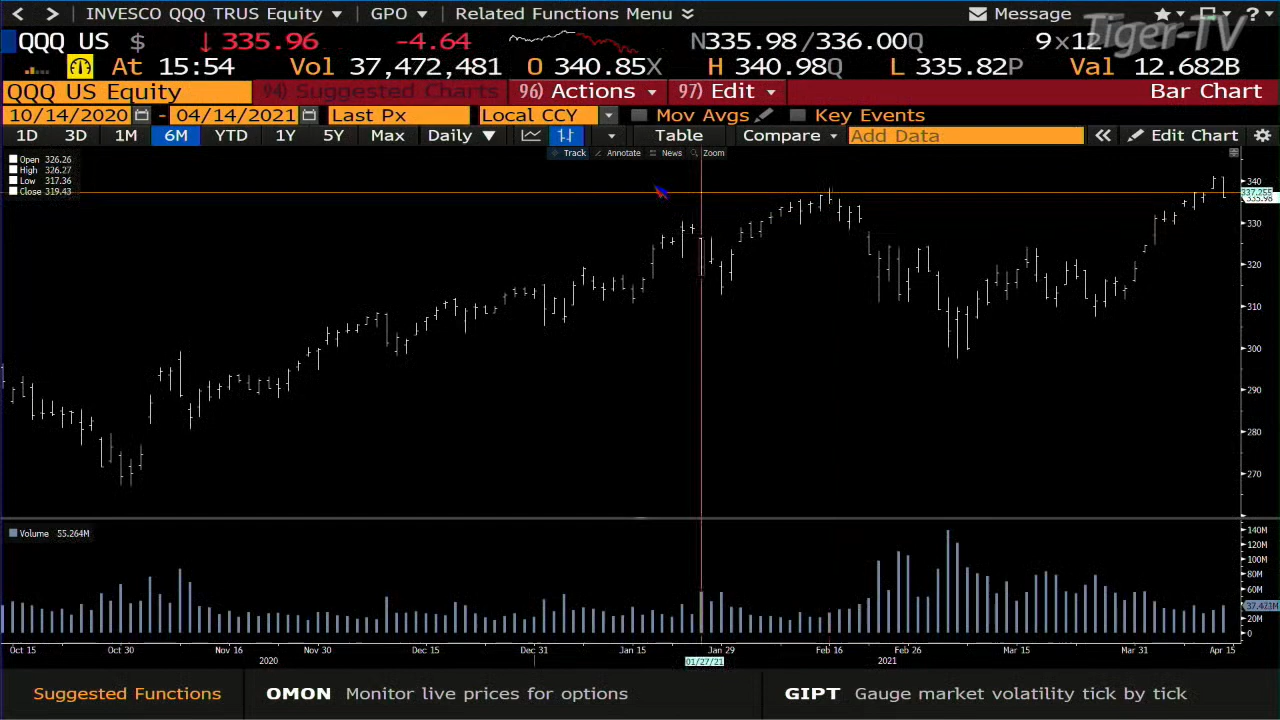 INVESCO QQQ TRUS Equity GPO Related Functions Menu Message ?
Tiger-TV
QQQ US $ ↓335.96 -4.64 N335.98/336.00Q 9x12
At 15:54 Vol 37,472,481 O 340.85X H 340.98Q L 335.82P Val 12.682B
QQQ US Equity 94) Suggested Charts 96) Actions 97) Edit Bar Chart
10/14/2020 - 04/14/2021 Last Px Local CCY Mov Avgs Key Events
1D 3D 1M 6M YTD 1Y 5Y Max Daily Table Compare Add Data Edit Chart
Track Annotate News Zoom
Open 326.26
High 326.27
Low 317.36
Close 319.43
340
337.255
335.98
330
320
310
300
290
280
270
Volume 55.264M
140M
120M
100M
80M
60M
37.471M
20M
0
Oct 15 Oct 30 Nov 16 Nov 30 Dec 15 Dec 31 Jan 15 Jan 29 Feb 16 Feb 26 Mar 15 Mar 31 Apr 15
2020 01/27/21 2021
Suggested Functions OMON Monitor live prices for options GIPT Gauge market volatility tick by tick